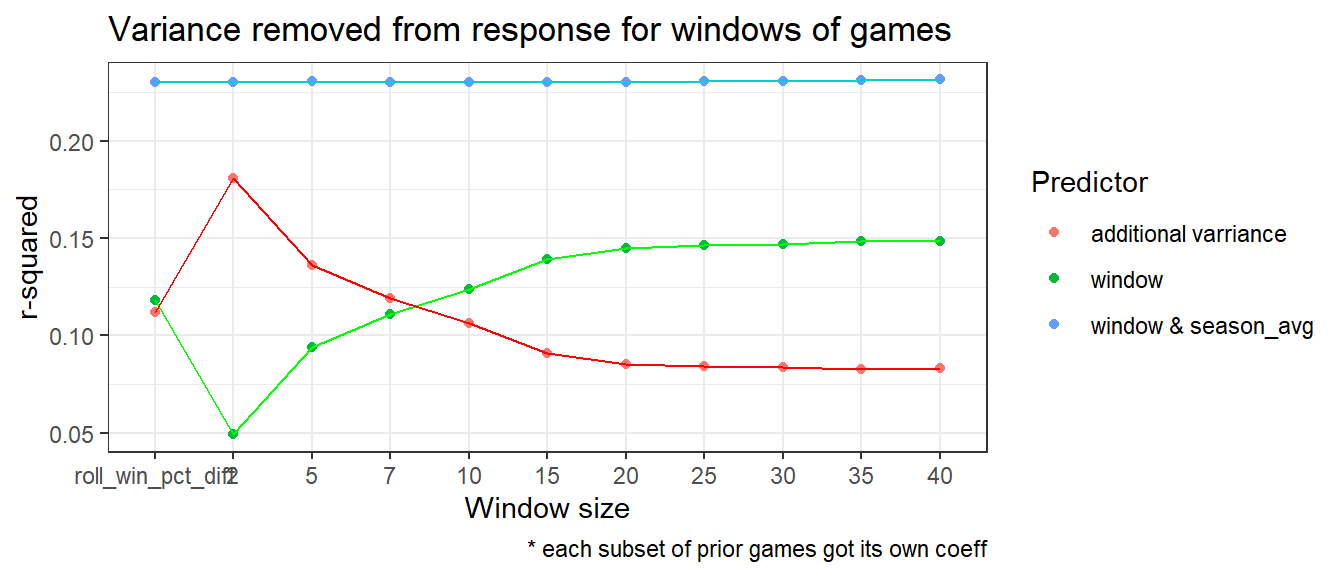 Variance removed from response for windows of games
r-squared
0.20
0.15
0.10
0.05
roll_win_pct_diff 2 5 7 10 15 20 25 30 35 40
Window size
* each subset of prior games got its own coeff
Predictor
additional varriance
window
window & season_avg